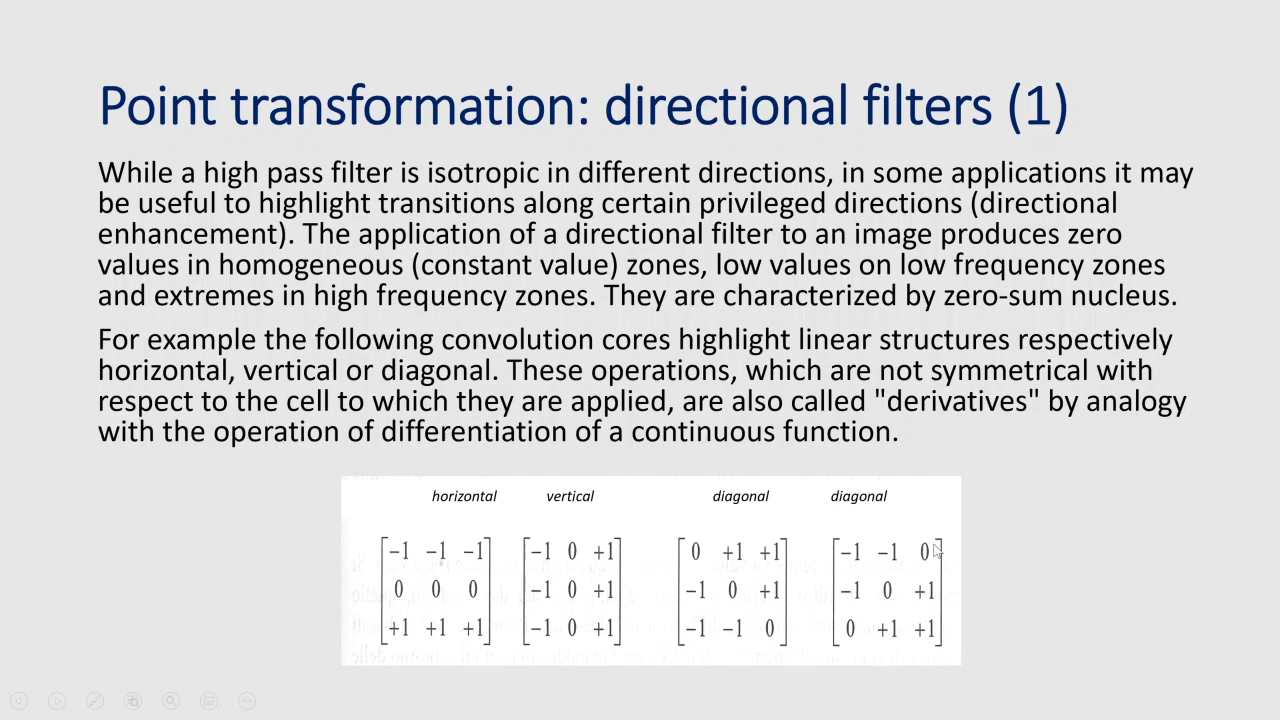 Point transformation: directional filters (1)
While a high pass filter is isotropic in different directions, in some applications it may
be useful to highlight transitions along certain privileged directions (directional
enhancement). The application of a directional filter to an image produces zero
values in homogeneous (constant value) zones, low values on low frequency zones
and extremes in high frequency zones. They are characterized by zero-sum nucleus.
For example the following convolution cores highlight linear structures respectively
horizontal, vertical or diagonal. These operations, which are not symmetrical with
respect to the cell to which they are applied, are also called "derivatives" by analogy
with the operation of differentiation of a continuous function.
horizontal vertical diagonal diagonal
−1 −1 −1 −1 0 +1 0 +1 +1 −1 −1 0
0 0 0 −1 0 +1 −1 0 +1 −1 0 +1
+1 +1 +1 −1 0 +1 −1 −1 0 0 +1 +1